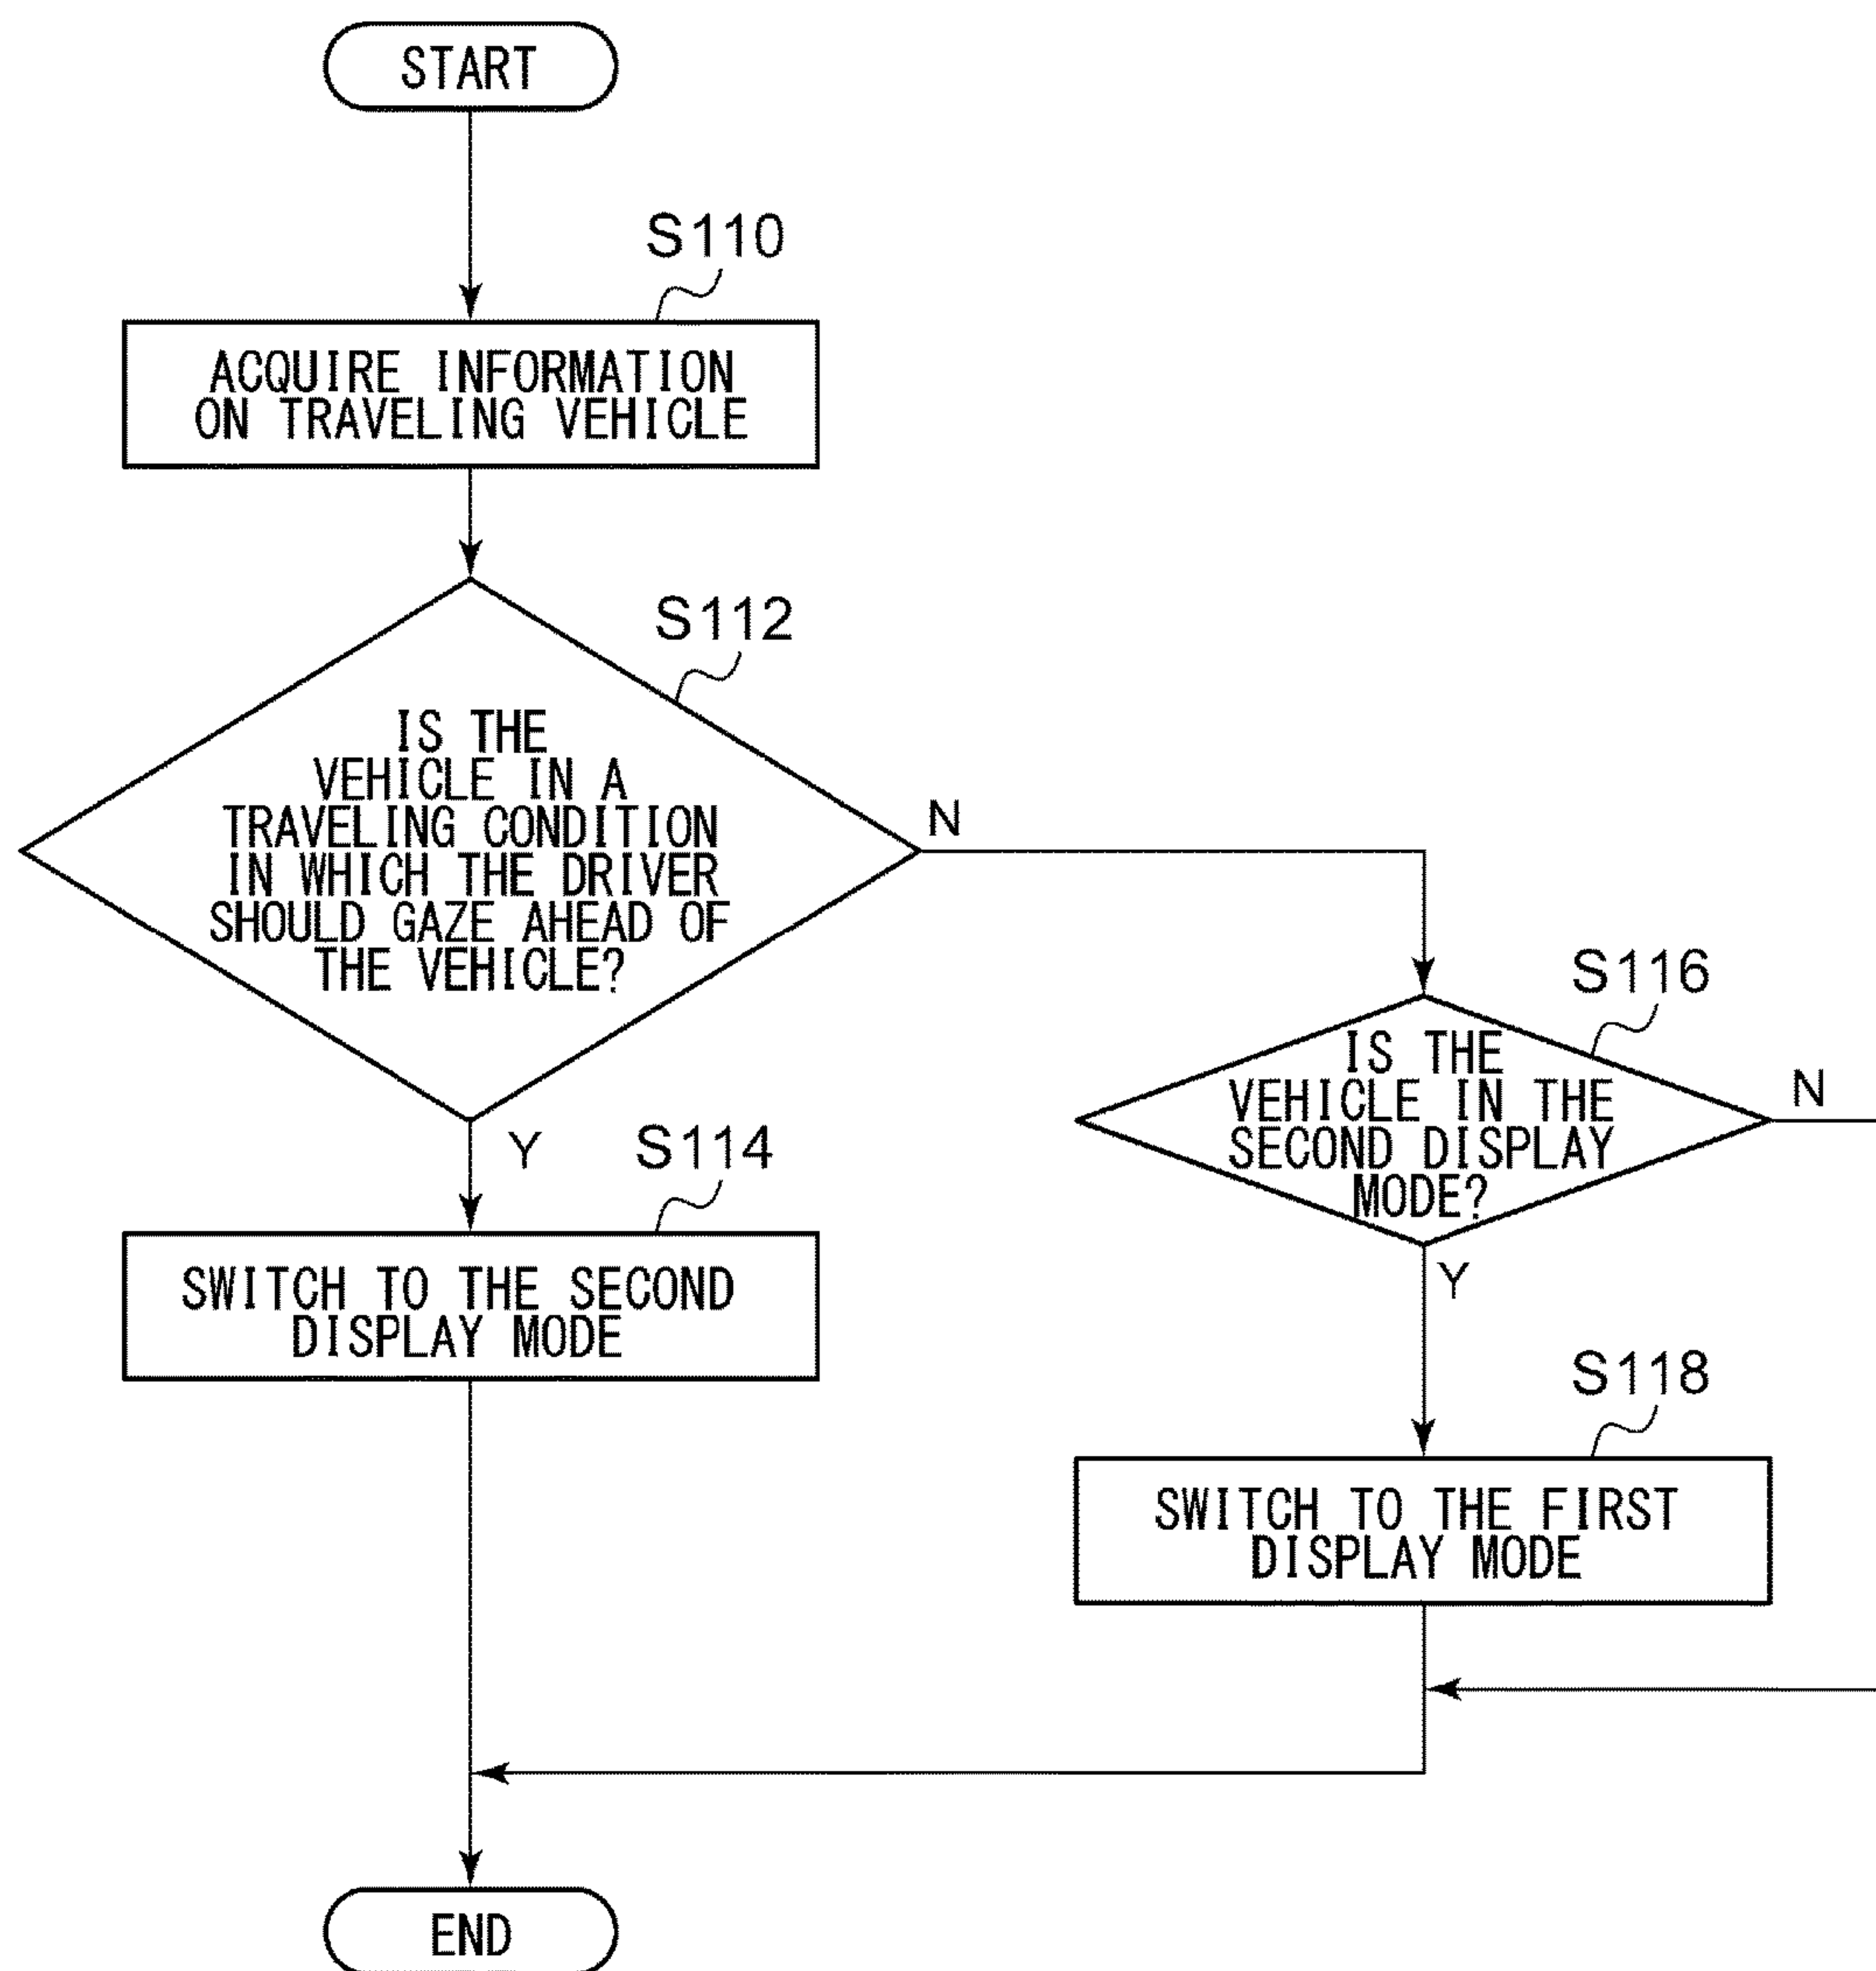 START
S110
ACQUIRE INFORMATION
ON TRAVELING VEHICLE
S112
IS THE
VEHICLE IN A
TRAVELING CONDITION
IN WHICH THE DRIVER
SHOULD GAZE AHEAD OF
THE VEHICLE?
N
Y
S114
SWITCH TO THE SECOND
DISPLAY MODE
S116
IS THE
VEHICLE IN THE
SECOND DISPLAY
MODE?
N
Y
S118
SWITCH TO THE FIRST
DISPLAY MODE
END